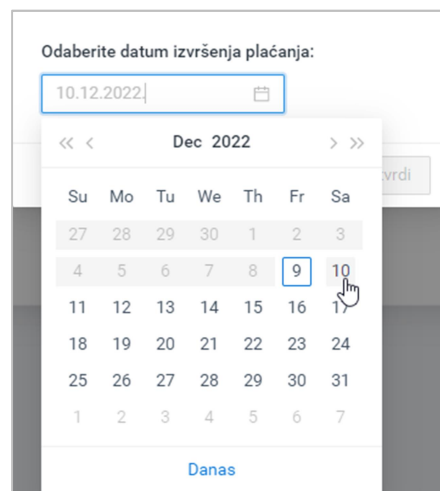 Odaberite datum izvršenja plaćanja:
10.12.2022.
Dec 2022
Su Mo Tu We Th Fr Sa
27 28 29 30 1 2 3
4 5 6 7 8 9 10
11 12 13 14 15 16 17
18 19 20 21 22 23 24
25 26 27 28 29 30 31
1 2 3 4 5 6 7
Danas